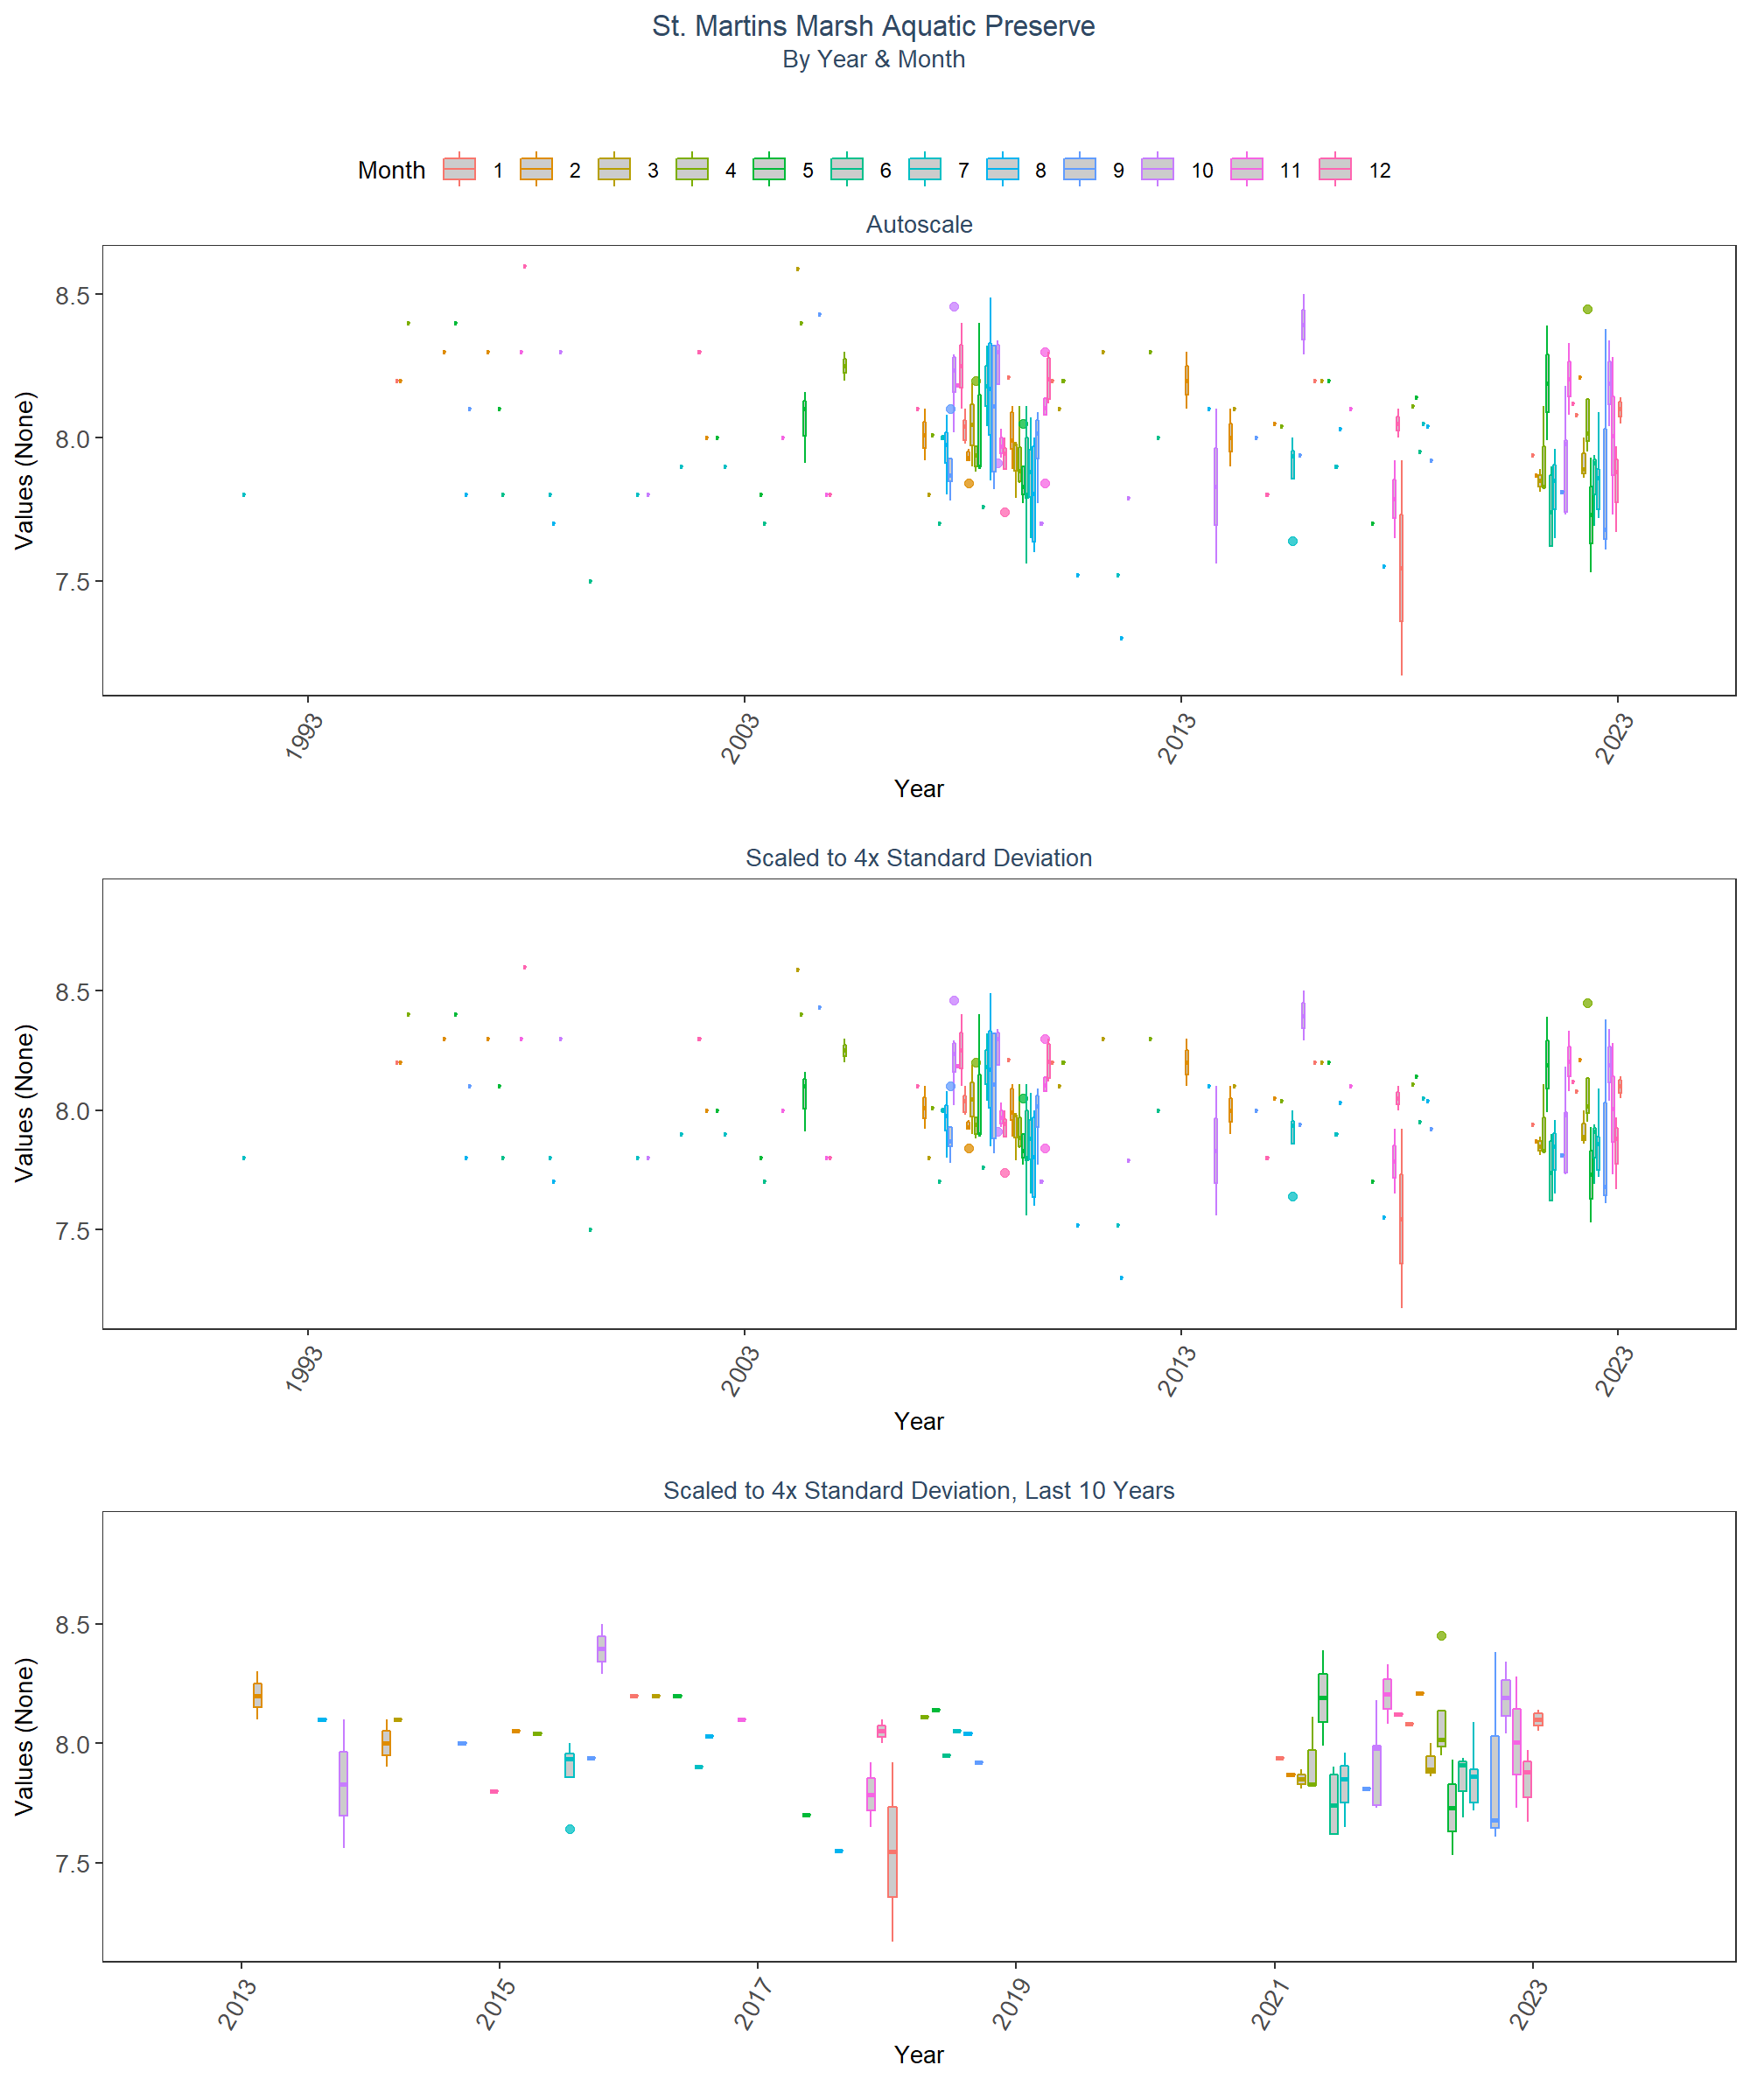 St. Martins Marsh Aquatic Preserve
By Year & Month
Month 1 2 3 4 5 6 7 8 9 10 11 12
Autoscale
Values (None)
8.5
8.0
7.5
1993 2003 2013 2023
Year
Scaled to 4x Standard Deviation
Values (None)
8.5
8.0
7.5
1993 2003 2013 2023
Year
Scaled to 4x Standard Deviation, Last 10 Years
Values (None)
8.5
8.0
7.5
2013 2015 2017 2019 2021 2023
Year